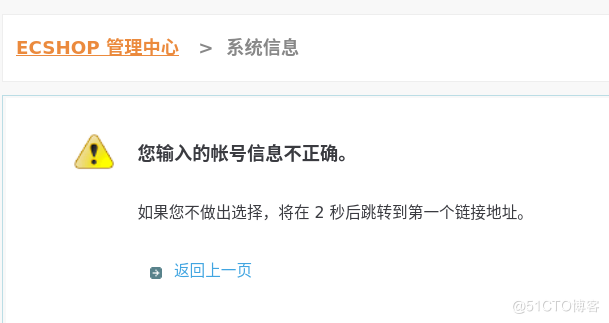 ECSHOP 管理中心 > 系统信息
您输入的帐号信息不正确。
如果您不做出选择，将在 2 秒后跳转到第一个链接地址。
返回上一页
@51CTO博客